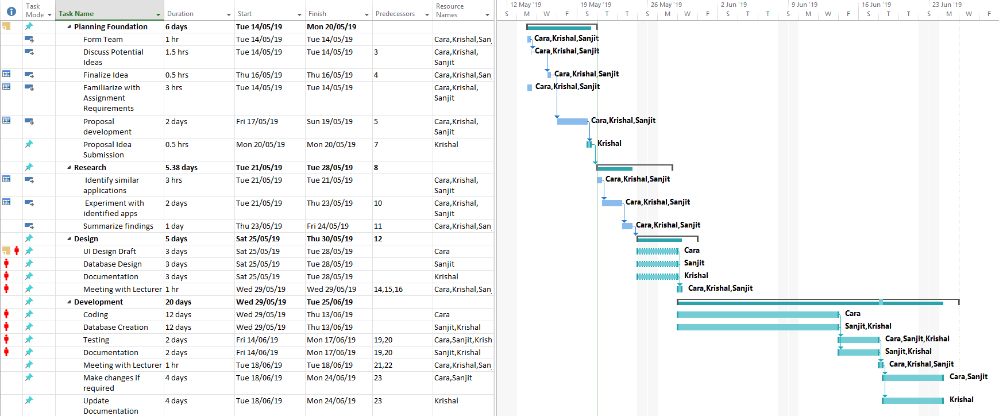 Task Mode Task Name Duration Start Finish Predecessors Resource Names
12 May '19 19 May '19 26 May '19 2 Jun '19 9 Jun '19 16 Jun '19 23 Jun '19
S M W F S T T S M W F S T T S M W F S T T S M W F
Planning Foundation 6 days Tue 14/05/19 Mon 20/05/19
Form Team 1 hr Tue 14/05/19 Tue 14/05/19 Cara,Krishal,San Cara,Krishal,Sanjit
Discuss Potential Ideas 1.5 hrs Tue 14/05/19 Tue 14/05/19 3 Cara,Krishal, Sanjit Cara,Krishal,Sanjit
Finalize Idea 0.5 hrs Thu 16/05/19 Thu 16/05/19 4 Cara,Krishal,San Cara,Krishal,Sanjit
Familiarize with Assignment Requirements 3 hrs Tue 14/05/19 Tue 14/05/19 Cara,Krishal, Sanjit Cara,Krishal,Sanjit
Proposal development 2 days Fri 17/05/19 Sun 19/05/19 5 Cara,Krishal, Sanjit Cara,Krishal,Sanjit
Proposal Idea Submission 0.5 hrs Mon 20/05/19 Mon 20/05/19 7 Krishal Krishal
Research 5.38 days Tue 21/05/19 Tue 28/05/19 8
Identify similar applications 3 hrs Tue 21/05/19 Tue 21/05/19 Cara,Krishal, Sanjit Cara,Krishal,Sanjit
Experiment with identified apps 2 days Tue 21/05/19 Thu 23/05/19 10 Cara,Krishal, Sanjit Cara,Krishal,Sanjit
Summarize findings 1 day Thu 23/05/19 Fri 24/05/19 11 Cara,Krishal,San Cara,Krishal,Sanjit
Design 5 days Sat 25/05/19 Thu 30/05/19 12
UI Design Draft 3 days Sat 25/05/19 Tue 28/05/19 Cara Cara
Database Design 3 days Sat 25/05/19 Tue 28/05/19 Sanjit Sanjit
Documentation 3 days Sat 25/05/19 Tue 28/05/19 Krishal Krishal
Meeting with Lecturer 1 hr Wed 29/05/19 Wed 29/05/19 14,15,16 Cara,Krishal,San Cara,Krishal,Sanjit
Development 20 days Wed 29/05/19 Tue 25/06/19
Coding 12 days Wed 29/05/19 Thu 13/06/19 Cara Cara
Database Creation 12 days Wed 29/05/19 Thu 13/06/19 Sanjit,Krishal Sanjit,Krishal
Testing 2 days Fri 14/06/19 Mon 17/06/19 19,20 Cara,Sanjit,Krish Cara,Sanjit,Krishal
Documentation 2 days Fri 14/06/19 Mon 17/06/19 19,20 Sanjit,Krishal Sanjit,Krishal
Meeting with Lecturer 1 hr Tue 18/06/19 Tue 18/06/19 21,22 Cara,Krishal,San Cara,Krishal,Sanjit
Make changes if required 4 days Tue 18/06/19 Mon 24/06/19 23 Cara,Sanjit Cara,Sanjit
Update Documentation 4 days Tue 18/06/19 Mon 24/06/19 23 Krishal Krishal